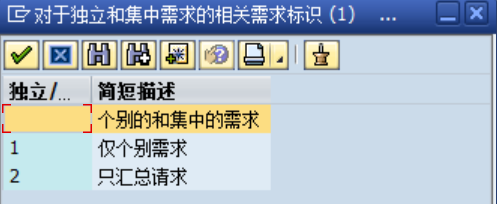 对于独立和集中需求的相关需求标识 (1) ...
独立/... 简短描述
个别的和集中的需求
1 仅个别需求
2 只汇总请求